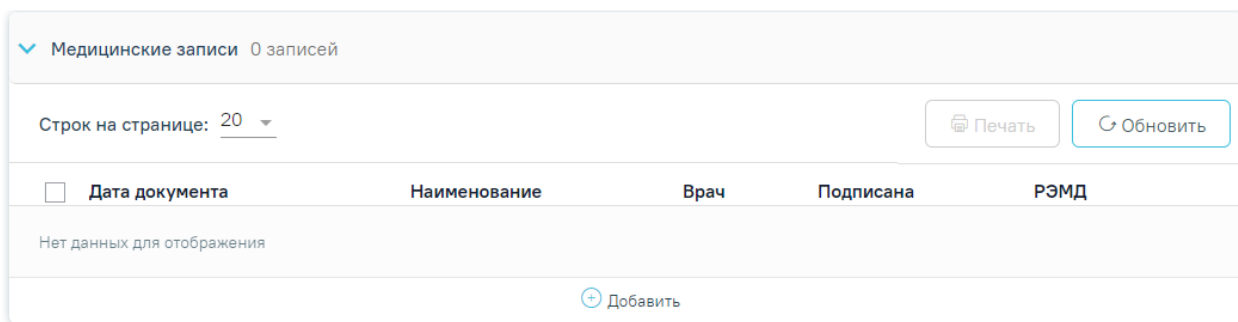 Медицинские записи 0 записей
Строк на странице: 20 Печать Обновить
Дата документа Наименование Врач Подписана РЭМД
Нет данных для отображения
Добавить